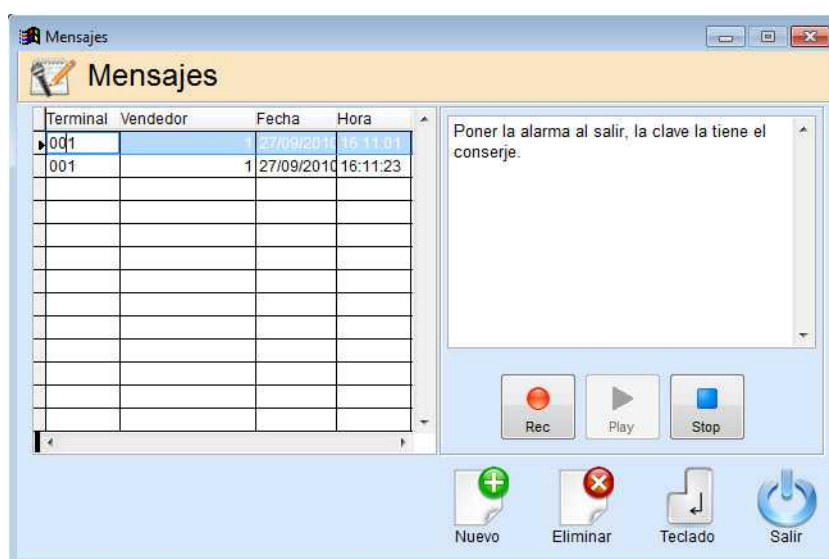 Mensajes
Mensajes
Terminal Vendedor Fecha Hora
001 1 27/09/2010 16:11:01
001 1 27/09/2010 16:11:23
Poner la alarma al salir, la clave la tiene el
conserje.
Rec Play Stop
Nuevo Eliminar Teclado Salir